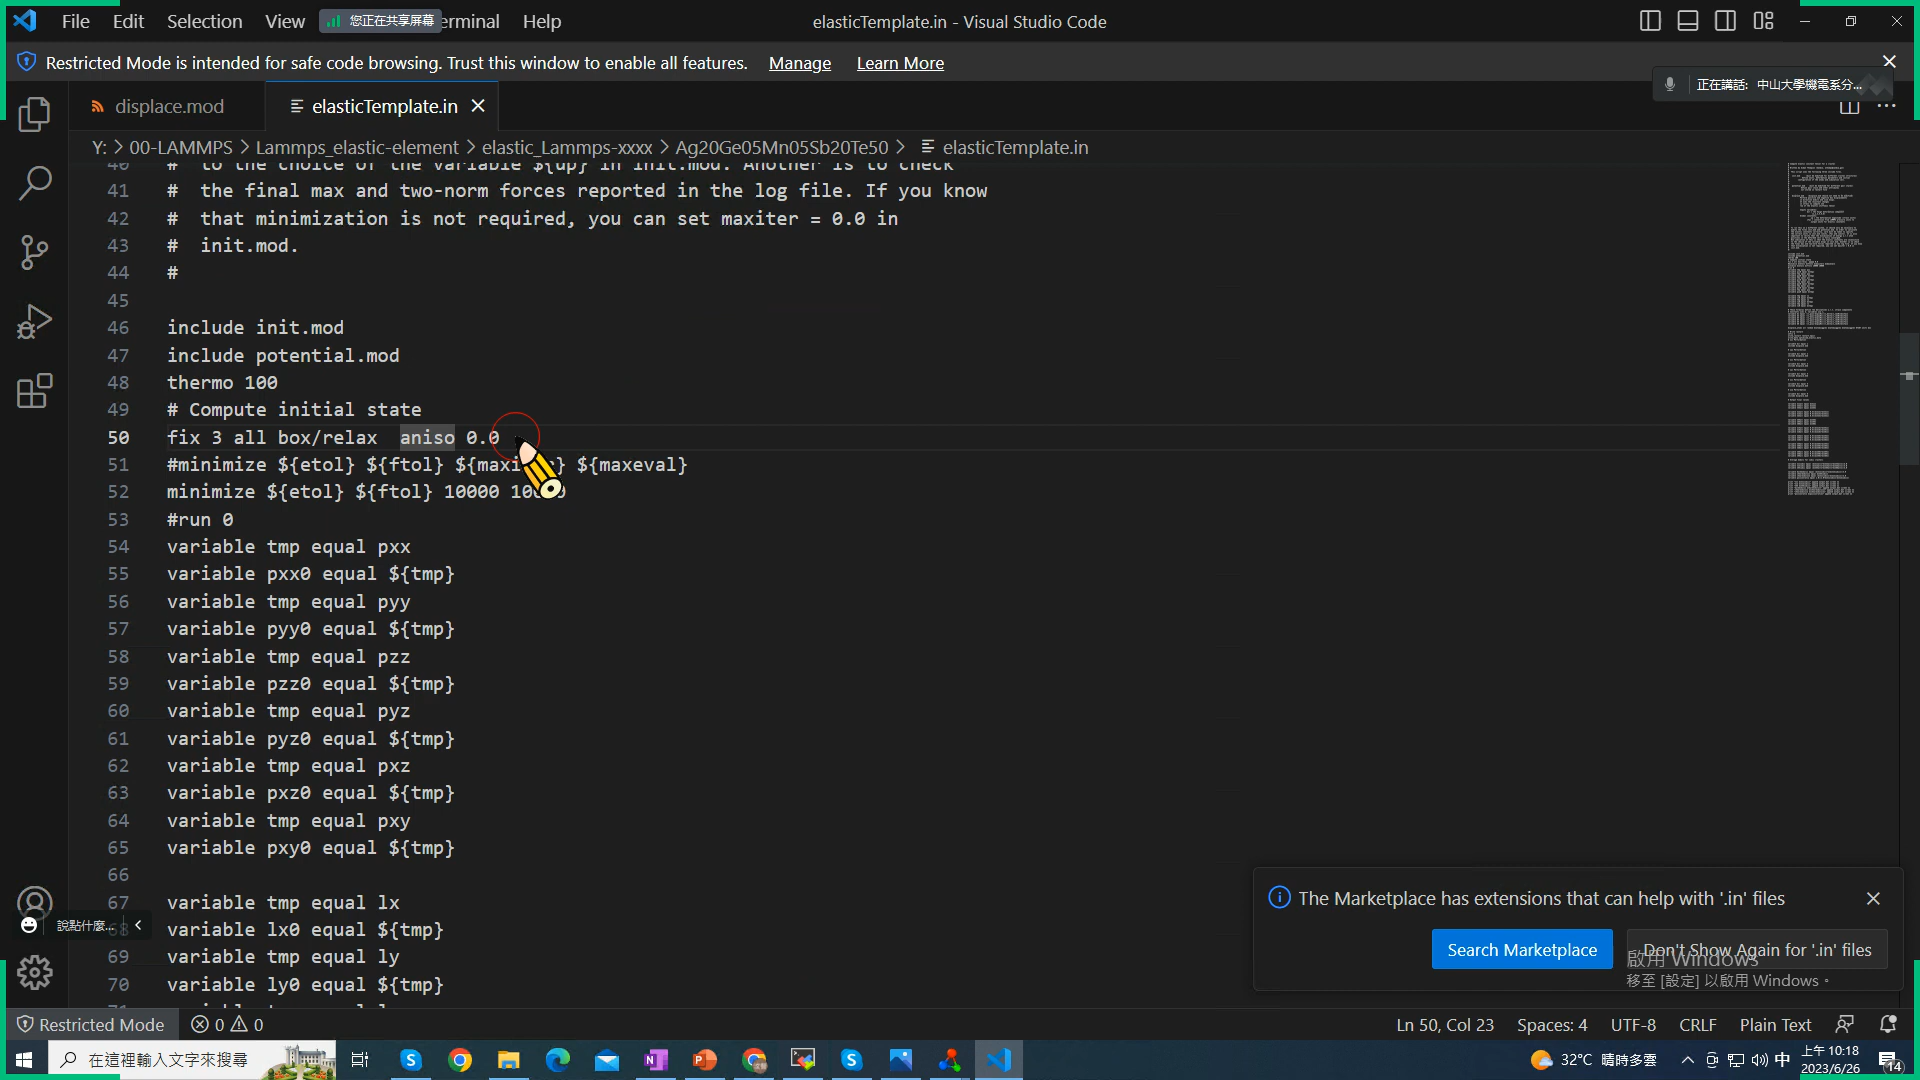 File Edit Selection View 您正在共享屏幕 erminal Help
elasticTemplate.in - Visual Studio Code
Restricted Mode is intended for safe code browsing. Trust this window to enable all features. Manage Learn More
正在講話: 中山大學機電系分...
displace.mod
elasticTemplate.in
Y: > 00-LAMMPS > Lammps_elastic-element > elastic_Lammps-xxxx > Ag20Ge05Mn05Sb20Te50 > elasticTemplate.in
40 # to the choice of the variable ${up} in init.mod. Another is to check
41 # the final max and two-norm forces reported in the log file. If you know
42 # that minimization is not required, you can set maxiter = 0.0 in
43 # init.mod.
44 #
45
46 include init.mod
47 include potential.mod
48 thermo 100
49 # Compute initial state
50 fix 3 all box/relax  aniso 0.0
51 #minimize ${etol} ${ftol} ${maxi } ${maxeval}
52 minimize ${etol} ${ftol} 10000
53 #run 0
54 variable tmp equal pxx
55 variable pxx0 equal ${tmp}
56 variable tmp equal pyy
57 variable pyy0 equal ${tmp}
58 variable tmp equal pzz
59 variable pzz0 equal ${tmp}
60 variable tmp equal pyz
61 variable pyz0 equal ${tmp}
62 variable tmp equal pxz
63 variable pxz0 equal ${tmp}
64 variable tmp equal pxy
65 variable pxy0 equal ${tmp}
66
67 variable tmp equal lx
68 variable lx0 equal ${tmp}
69 variable tmp equal ly
70 variable ly0 equal ${tmp}
說點什麼...
The Marketplace has extensions that can help with '.in' files
Search Marketplace
Don't Show Again for '.in' files
啟用 Windows
移至 [設定] 以啟用 Windows。
Restricted Mode 0 0
Ln 50, Col 23 Spaces: 4 UTF-8 CRLF Plain Text
在這裡輸入文字來搜尋
32°C 晴時多雲
中
上午 10:18
2023/6/26
14